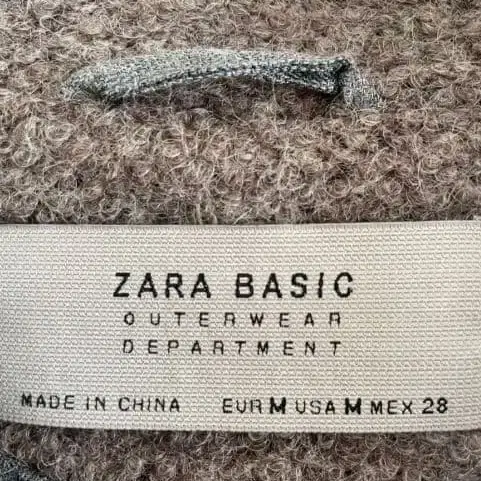 ZARA BASIC
OUTERWEAR
DEPARTMENT
MADE IN CHINA EUR M USA M MEX 28